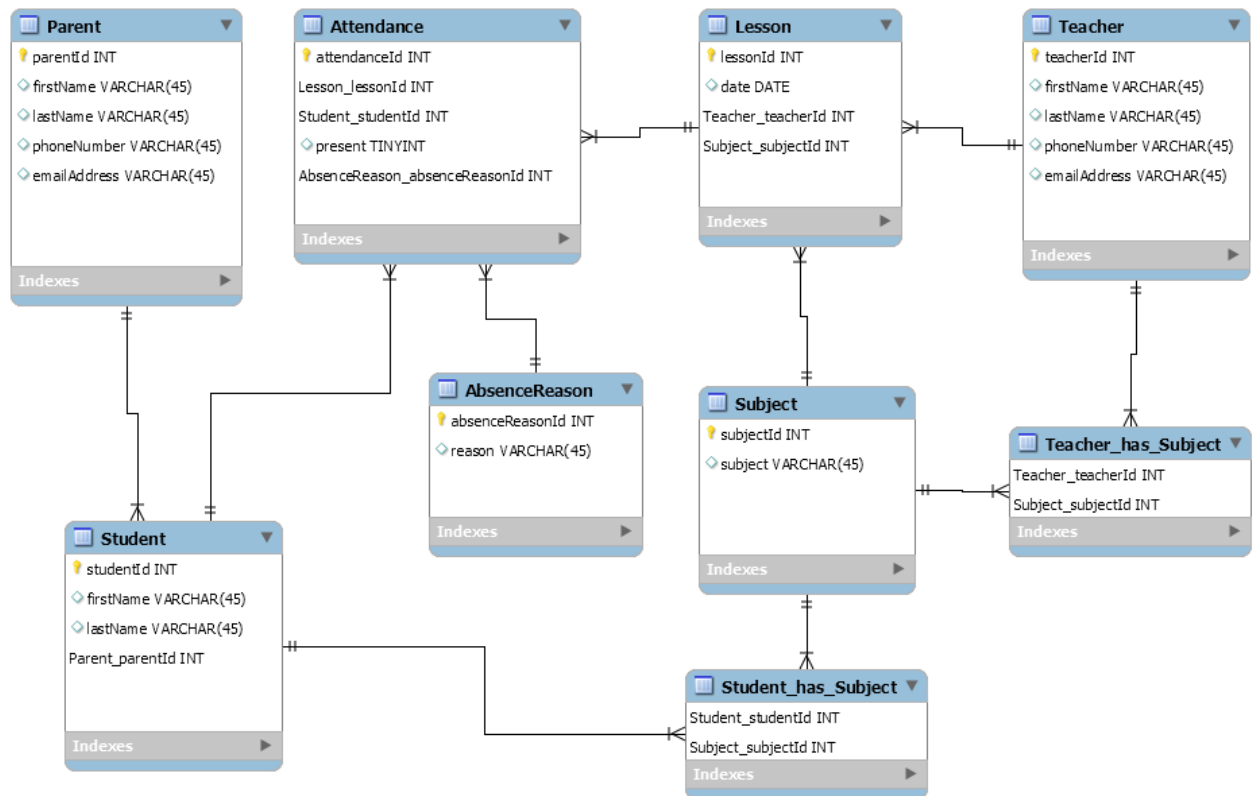 Parent
parentId INT
firstName VARCHAR(45)
lastName VARCHAR(45)
phoneNumber VARCHAR(45)
emailAddress VARCHAR(45)
Indexes
Attendance
attendanceId INT
Lesson_lessonId INT
Student_studentId INT
present TINYINT
AbsenceReason_absenceReasonId INT
Indexes
Lesson
lessonId INT
date DATE
Teacher_teacherId INT
Subject_subjectId INT
Indexes
Teacher
teacherId INT
firstName VARCHAR(45)
lastName VARCHAR(45)
phoneNumber VARCHAR(45)
emailAddress VARCHAR(45)
Indexes
AbsenceReason
absenceReasonId INT
reason VARCHAR(45)
Indexes
Subject
subjectId INT
subject VARCHAR(45)
Indexes
Teacher_has_Subject
Teacher_teacherId INT
Subject_subjectId INT
Indexes
Student
studentId INT
firstName VARCHAR(45)
lastName VARCHAR(45)
Parent_parentId INT
Indexes
Student_has_Subject
Student_studentId INT
Subject_subjectId INT
Indexes